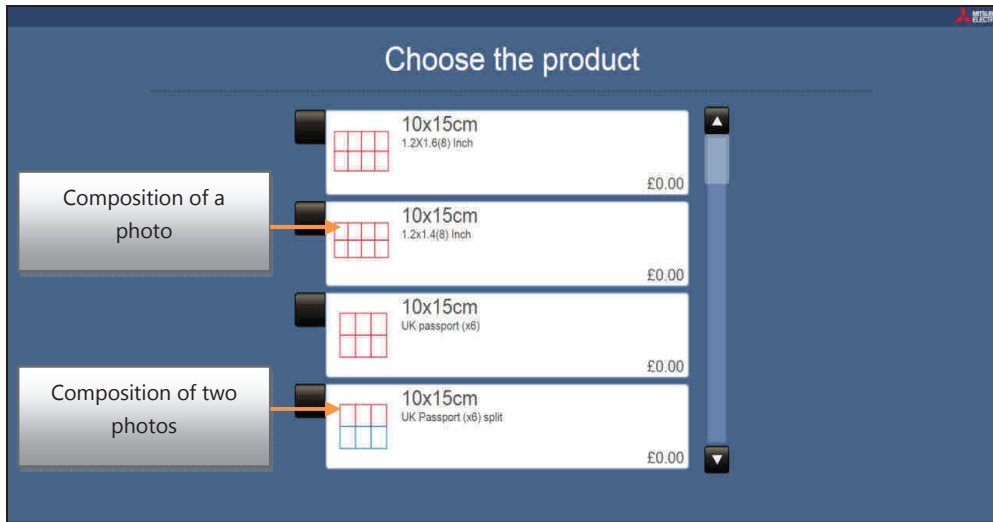 Choose the product
10x15cm
1.2X1.6(8) Inch
£0.00
Composition of a
photo
10x15cm
1.2x1.4(8) Inch
£0.00
10x15cm
UK passport (x6)
£0.00
Composition of two
photos
10x15cm
UK Passport (x6) split
£0.00